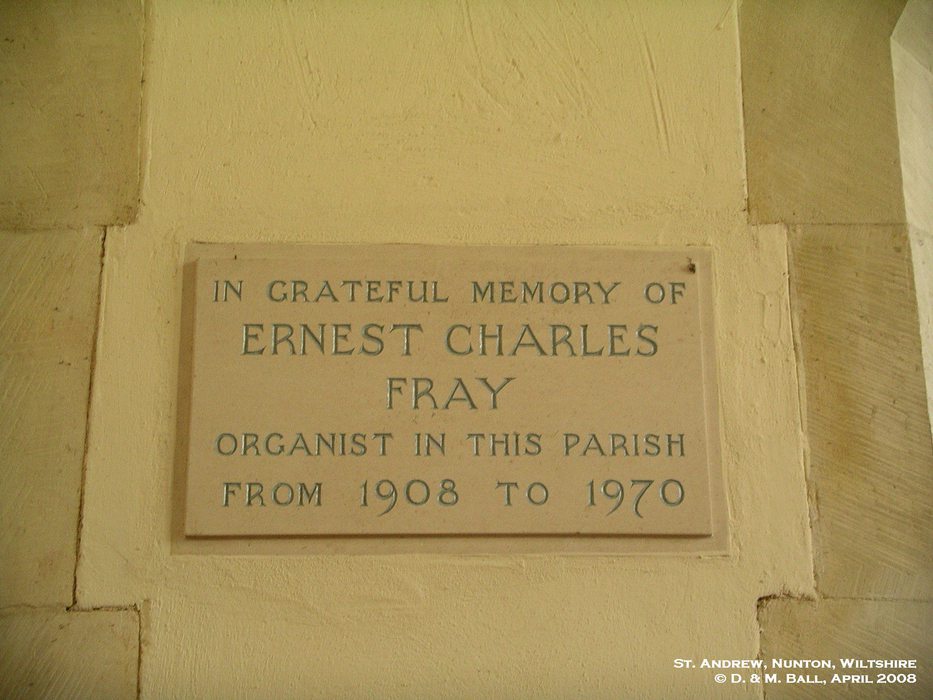 IN GRATEFUL MEMORY OF
ERNEST CHARLES
FRAY
ORGANIST IN THIS PARISH
FROM 1908 TO 1970
ST. ANDREW, NUNTON, WILTSHIRE
© D. & M. BALL, APRIL 2008